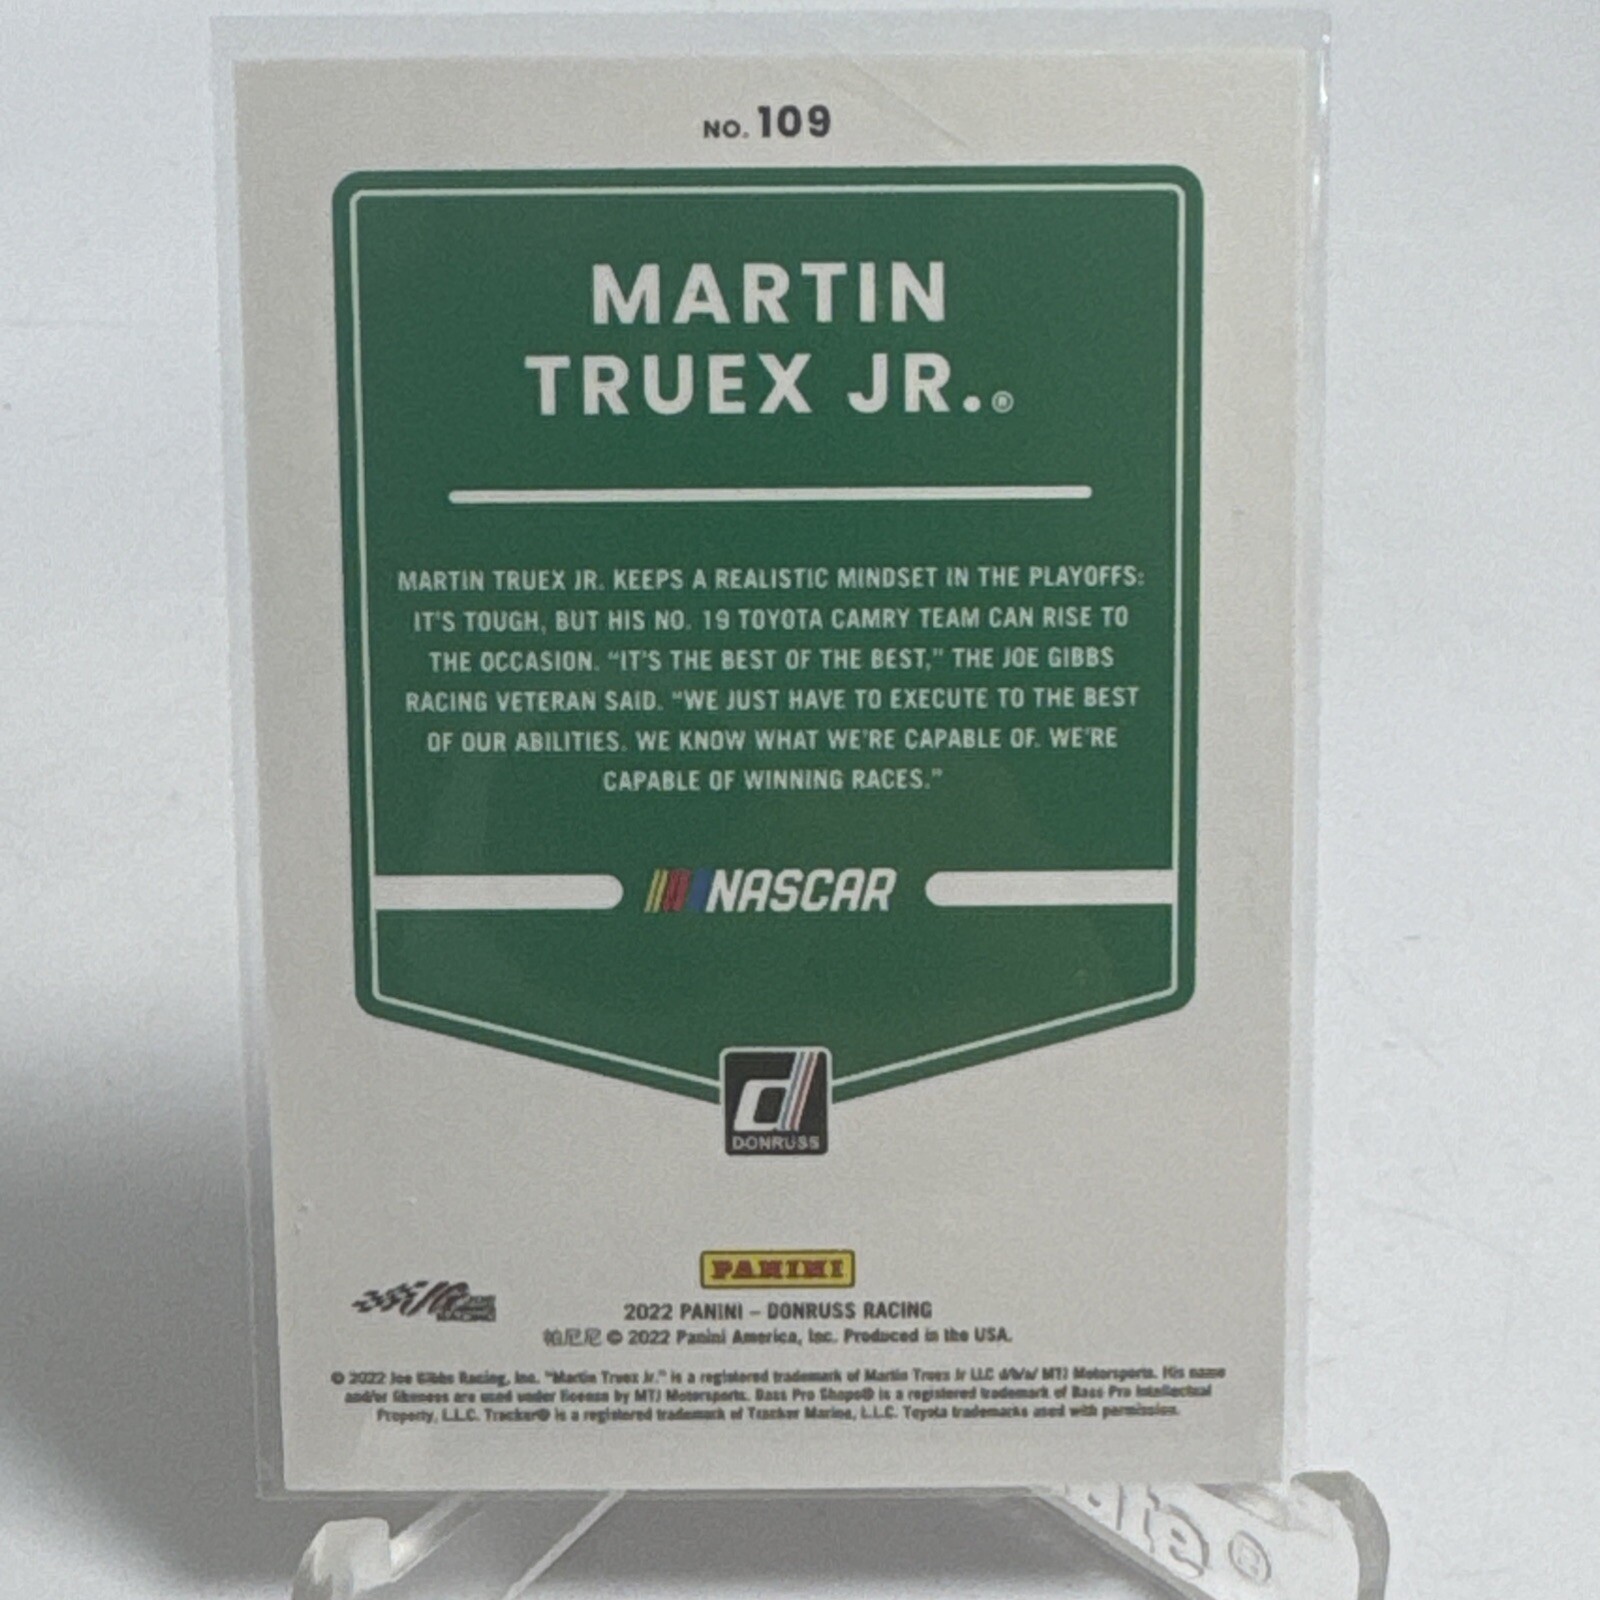 NO. 109
MARTIN
TRUEX JR.®
MARTIN TRUEX JR. KEEPS A REALISTIC MINDSET IN THE PLAYOFFS:
IT'S TOUGH, BUT HIS NO. 19 TOYOTA CAMRY TEAM CAN RISE TO
THE OCCASION. "IT'S THE BEST OF THE BEST," THE JOE GIBBS
RACING VETERAN SAID. "WE JUST HAVE TO EXECUTE TO THE BEST
OF OUR ABILITIES. WE KNOW WHAT WE'RE CAPABLE OF. WE'RE
CAPABLE OF WINNING RACES."
NASCAR
d
DONRUSS
PANINI
JG
RACING
2022 PANINI – DONRUSS RACING
帕尼尼 © 2022 Panini America, Inc. Produced in the USA.
© 2022 Joe Gibbs Racing, Inc. "Martin Truex Jr." is a registered trademark of Martin Truex Jr LLC d/b/a/ MTJ Motorsports. His name
and/or likeness are used under license by MTJ Motorsports. Bass Pro Shops® is a registered trademark of Bass Pro Intellectual
Property, L.L.C. Tracker® is a registered trademark of Tracker Marine, L.L.C. Toyota trademarks used with permission.